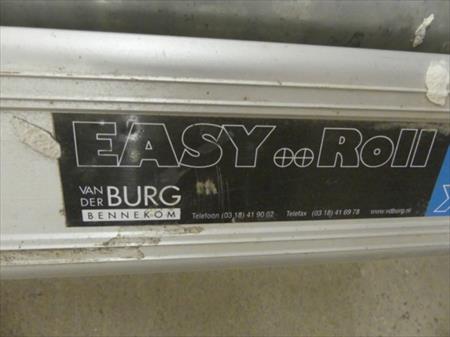 EASY Roll
VAN DER BURG
BENNEKOM
Telefoon (03 18) 41 90 02 Telefax (03 18) 41 69 78 www.vdburg.nl